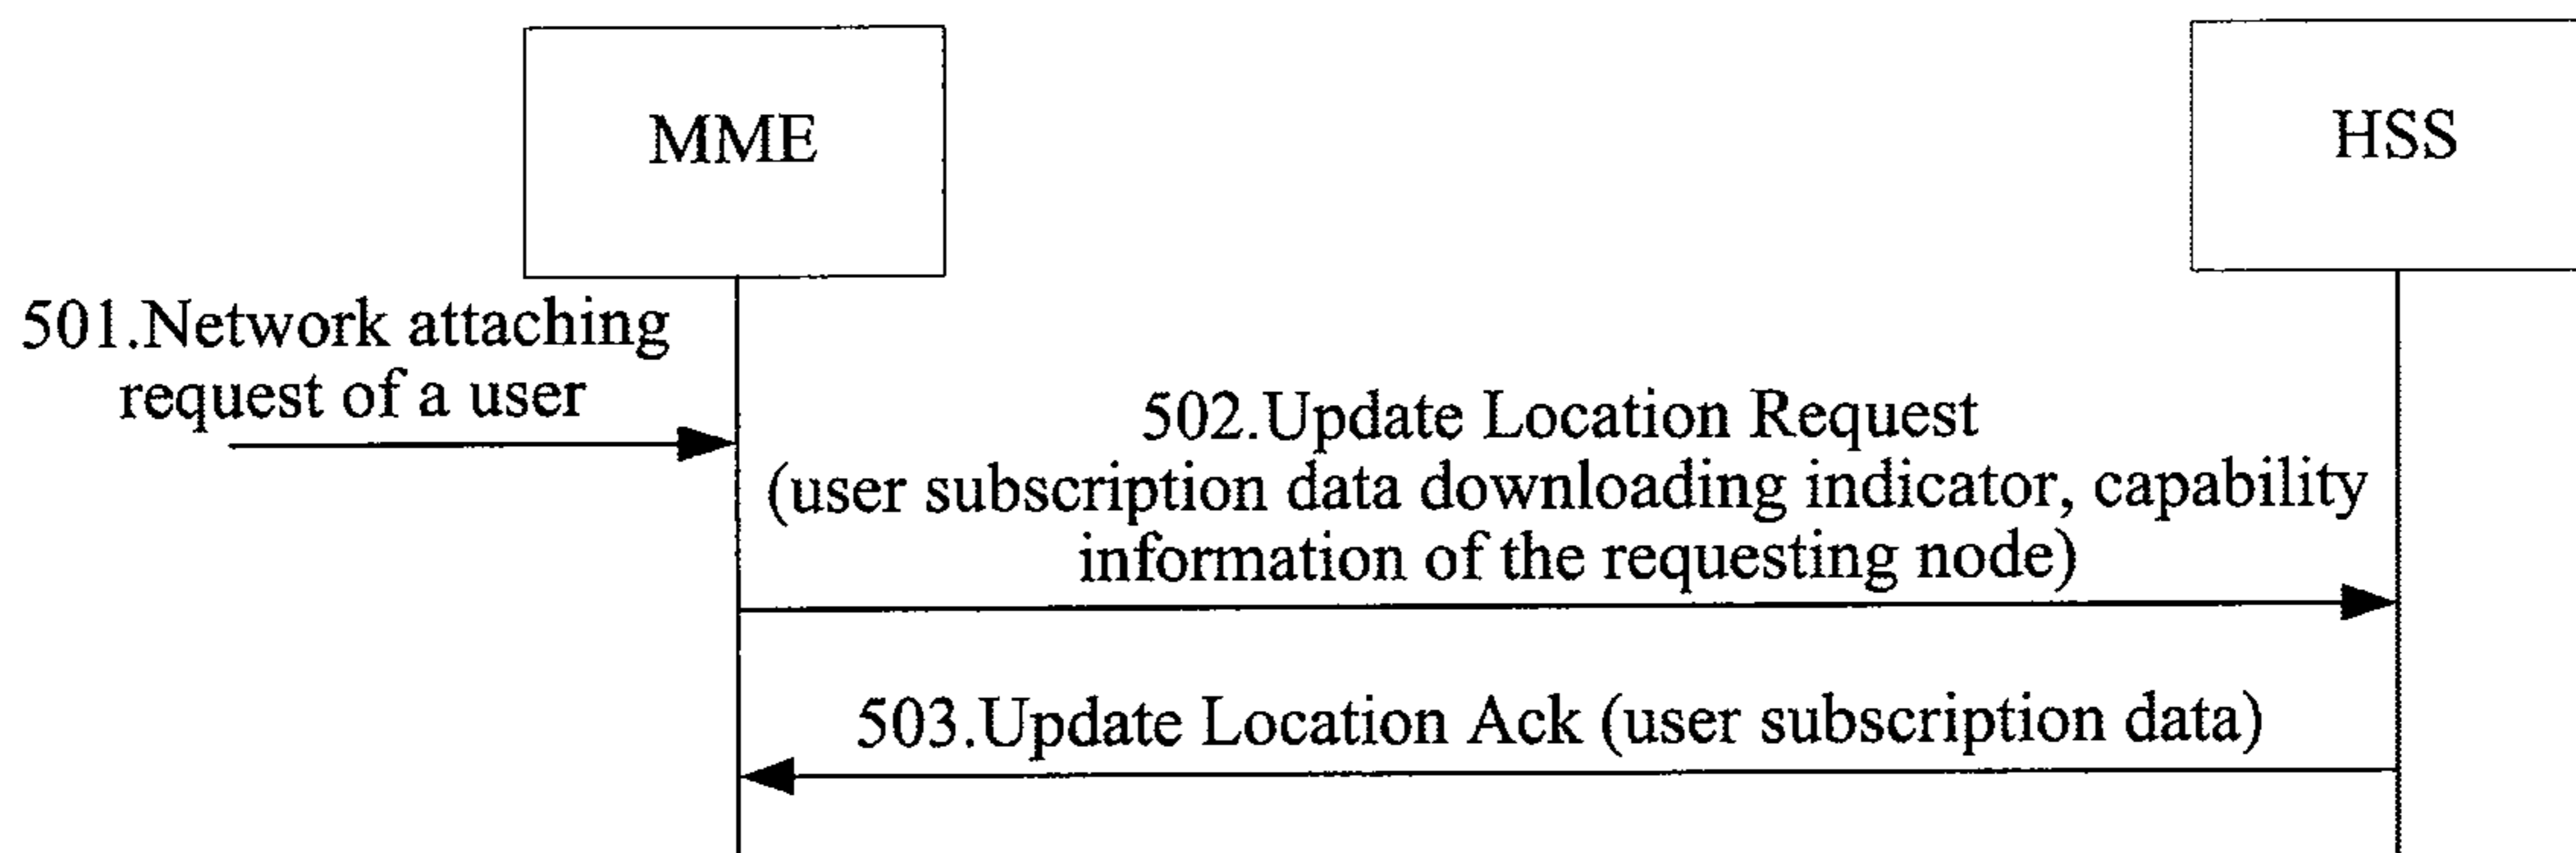 MME
HSS
501.Network attaching
request of a user
502.Update Location Request
(user subscription data downloading indicator, capability
information of the requesting node)
503.Update Location Ack (user subscription data)